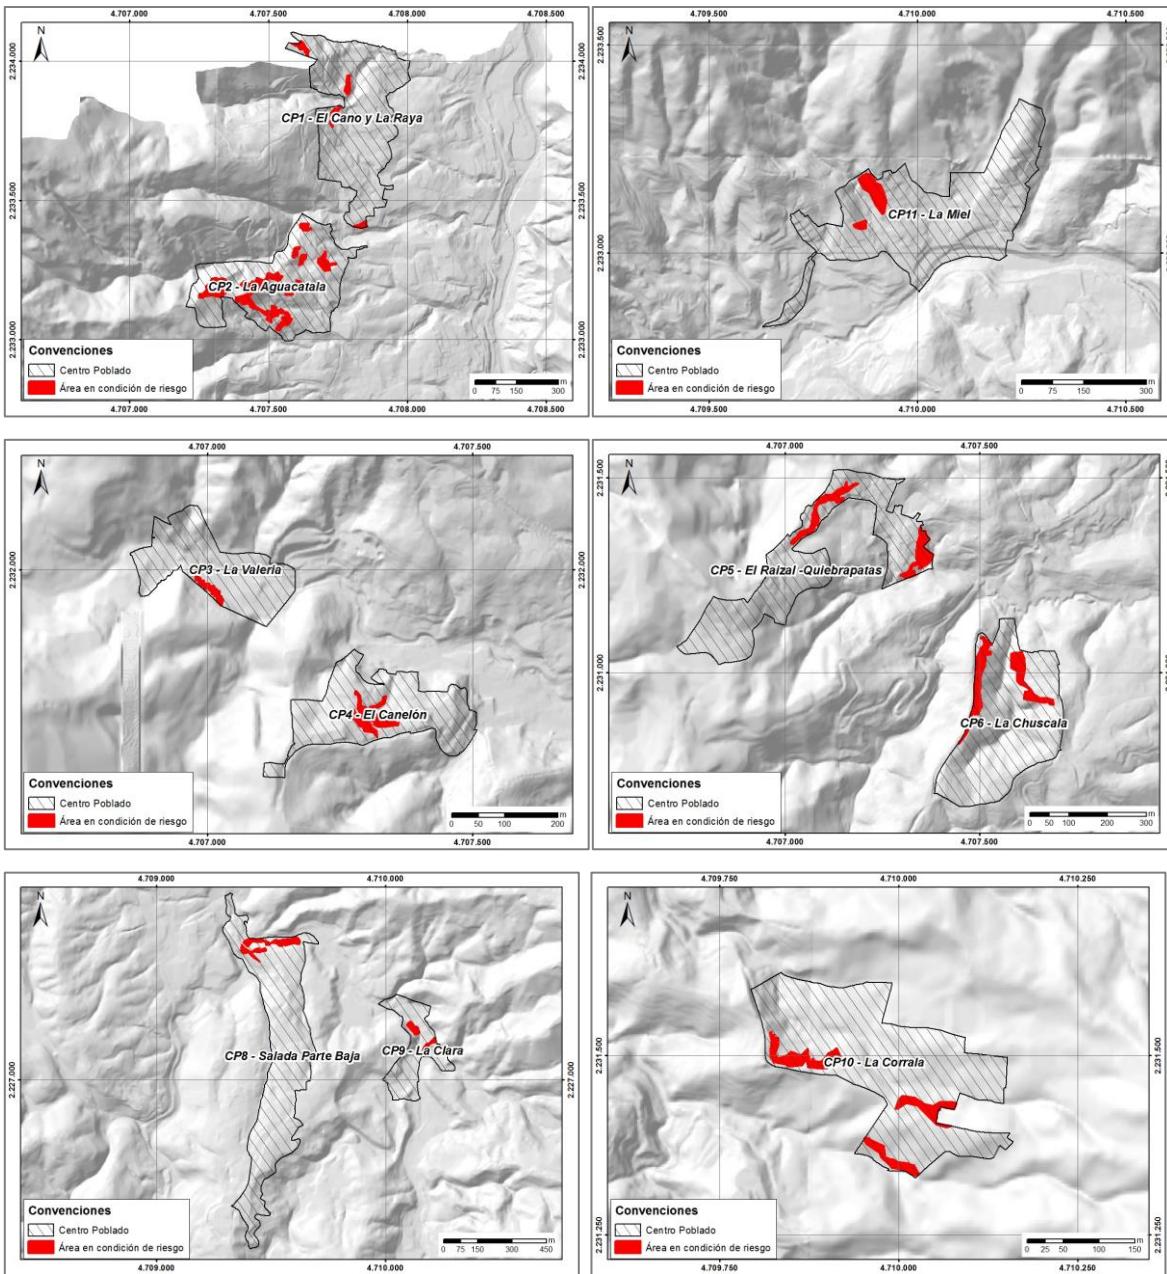 4.707.000 4.707.500 4.708.000 4.708.500
N
2.234.000
CP1 - El Cano y La Raya
2.233.500
CP2 - La Aguacatala
2.233.000
Convenciones
Centro Poblado
Área en condición de riesgo
0 75 150 300 m
4.707.000 4.707.500 4.708.000 4.708.500
4.709.500 4.710.000 4.710.500
N
2.233.500
CP11 - La Miel
2.233.000
Convenciones
Centro Poblado
Área en condición de riesgo
0 75 150 300 m
4.709.500 4.710.000 4.710.500
4.707.000 4.707.500
N
2.232.000
CP3 - La Valeria
CP4 - El Canelón
Convenciones
Centro Poblado
Área en condición de riesgo
0 50 100 200 m
4.707.000 4.707.500
4.707.000 4.707.500
N
2.231.500
CP5 - El Raizal -Quiebrapatas
2.231.000
CP6 - La Chuscala
Convenciones
Centro Poblado
Área en condición de riesgo
0 50 100 200 300 m
4.707.000 4.707.500
4.709.000 4.710.000
N
CP8 - Salada Parte Baja
CP9 - La Clara
2.227.000
2.227.000
Convenciones
Centro Poblado
Área en condición de riesgo
0 75 150 300 450 m
4.709.000 4.710.000
4.709.750 4.710.000 4.710.250
N
2.231.500
CP10 - La Corrala
2.231.500
2.231.250
2.231.250
Convenciones
Centro Poblado
Área en condición de riesgo
0 25 50 100 150 m
4.709.750 4.710.000 4.710.250